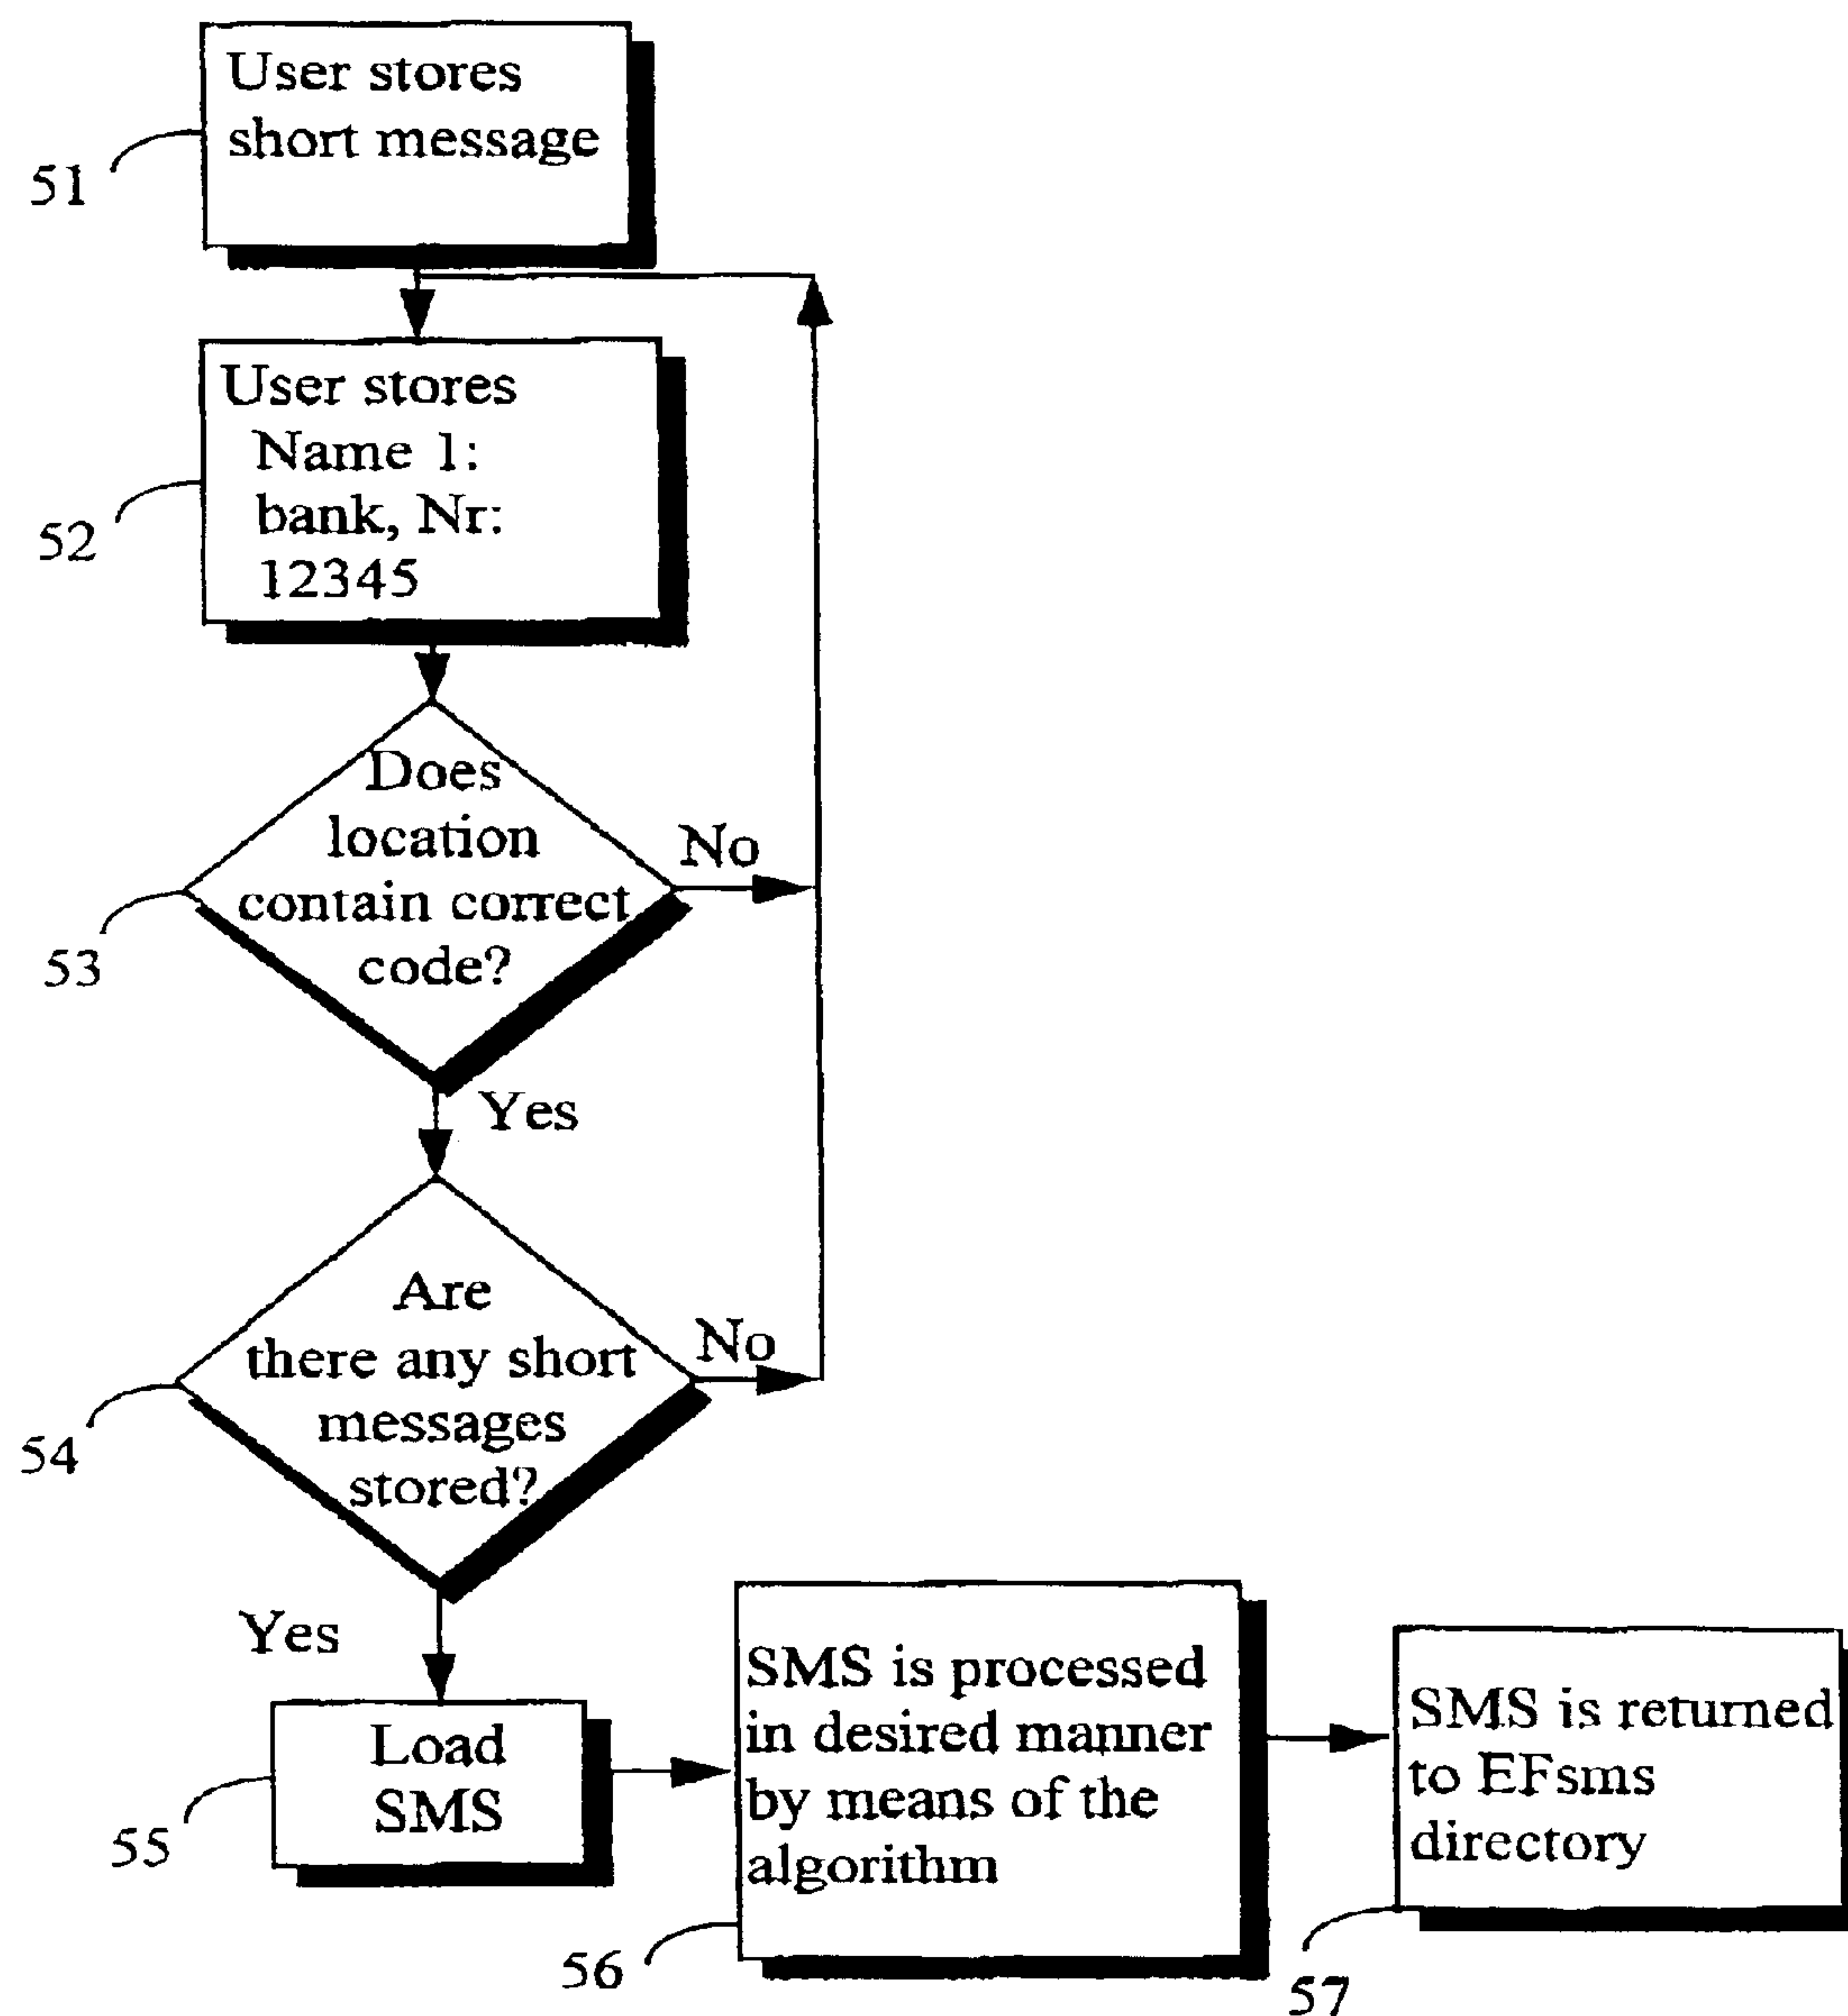 User stores
short message
51
User stores
Name 1:
bank, Nr:
12345
52
Does
location
contain correct
code?
No
53
Yes
Are
there any short
messages
stored?
No
54
Yes
Load
SMS
55
SMS is processed
in desired manner
by means of the
algorithm
56
SMS is returned
to EFsms
directory
57